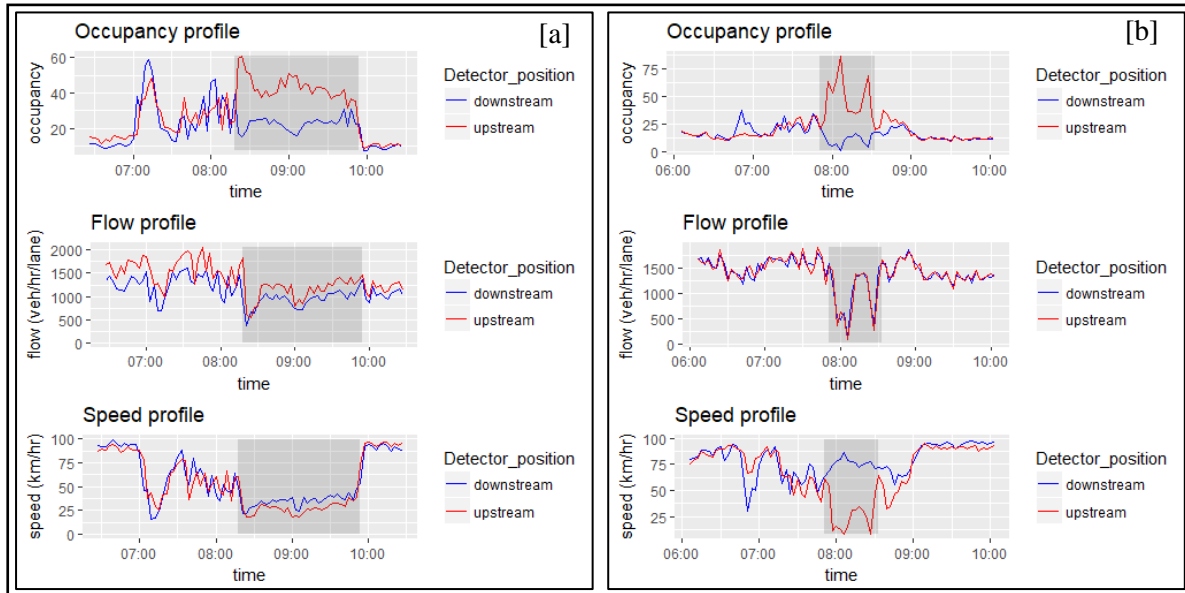 Occupancy profile
[a]
60
40
20
occupancy
07:00 08:00 09:00 10:00
time
Detector_position
downstream
upstream
Flow profile
2000
1500
1000
500
0
flow (veh/hr/lane)
07:00 08:00 09:00 10:00
time
Detector_position
downstream
upstream
Speed profile
100
75
50
25
0
speed (km/hr)
07:00 08:00 09:00 10:00
time
Detector_position
downstream
upstream
Occupancy profile
[b]
75
50
25
0
occupancy
06:00 07:00 08:00 09:00 10:00
time
Detector_position
downstream
upstream
Flow profile
1500
1000
500
0
flow (veh/hr/lane)
06:00 07:00 08:00 09:00 10:00
time
Detector_position
downstream
upstream
Speed profile
100
75
50
25
speed (km/hr)
06:00 07:00 08:00 09:00 10:00
time
Detector_position
downstream
upstream